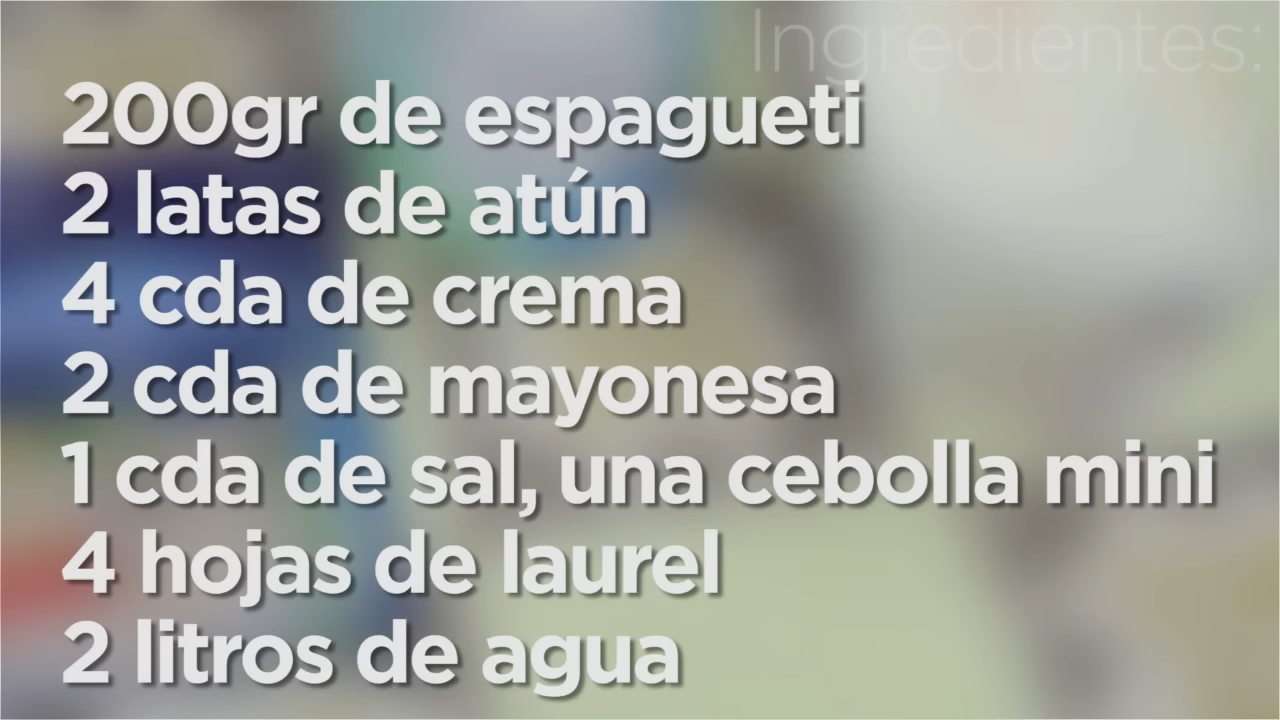 Ingredientes:
200gr de espagueti
2 latas de atún
4 cda de crema
2 cda de mayonesa
1 cda de sal, una cebolla mini
4 hojas de laurel
2 litros de agua